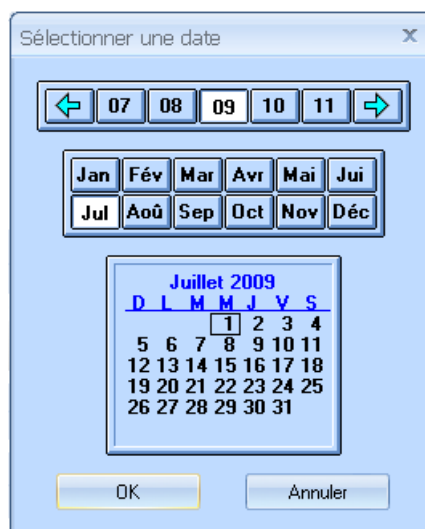 Sélectionner une date x
07 08 09 10 11
Jan Fév Mar Avr Mai Jui
Jul Aoû Sep Oct Nov Déc
Juillet 2009
D L M M J V S
1 2 3 4
5 6 7 8 9 10 11
12 13 14 15 16 17 18
19 20 21 22 23 24 25
26 27 28 29 30 31
OK Annuler